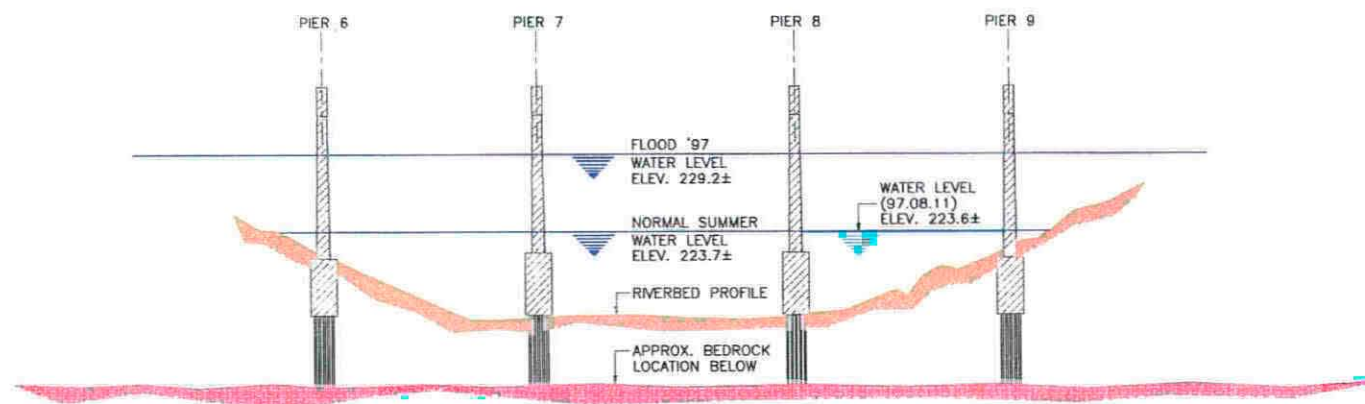 PIER 6
PIER 7
PIER 8
PIER 9
FLOOD '97
WATER LEVEL
ELEV. 229.2±
WATER LEVEL
(97.08.11)
ELEV. 223.6±
NORMAL SUMMER
WATER LEVEL
ELEV. 223.7±
RIVERBED PROFILE
APPROX. BEDROCK
LOCATION BELOW